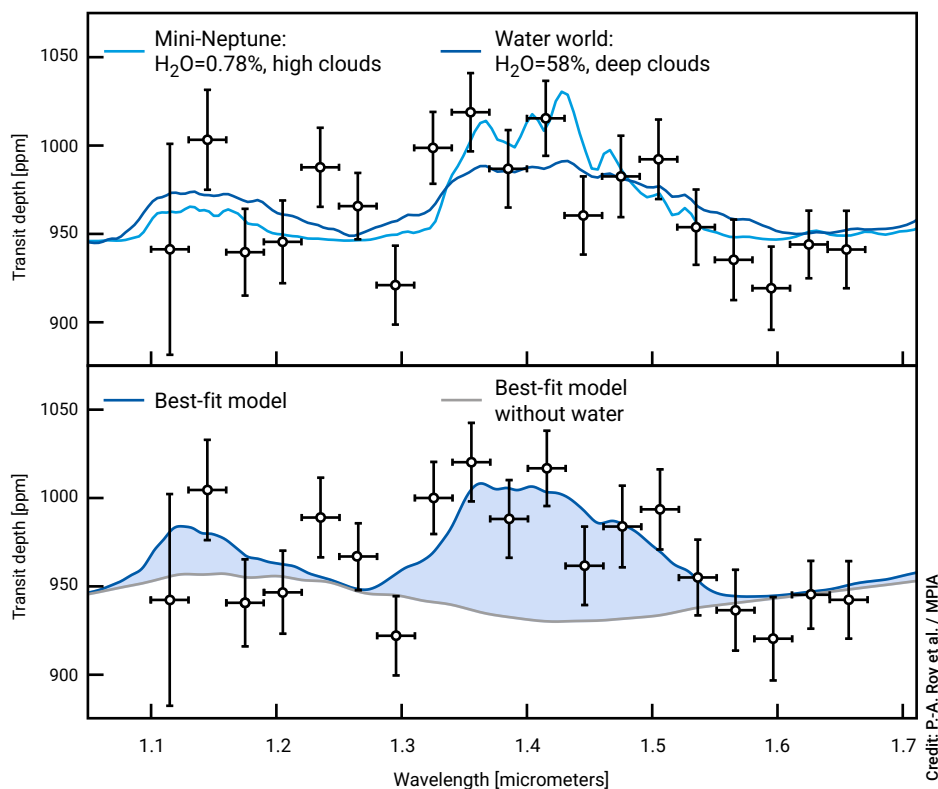 Mini-Neptune:
H₂O=0.78%, high clouds
Water world:
H₂O=58%, deep clouds
1050
1000
950
900
Transit depth [ppm]
Best-fit model
Best-fit model
without water
1050
1000
950
900
Transit depth [ppm]
1.1 1.2 1.3 1.4 1.5 1.6 1.7
Wavelength [micrometers]
Credit: P.-A. Roy et al. / MPIA